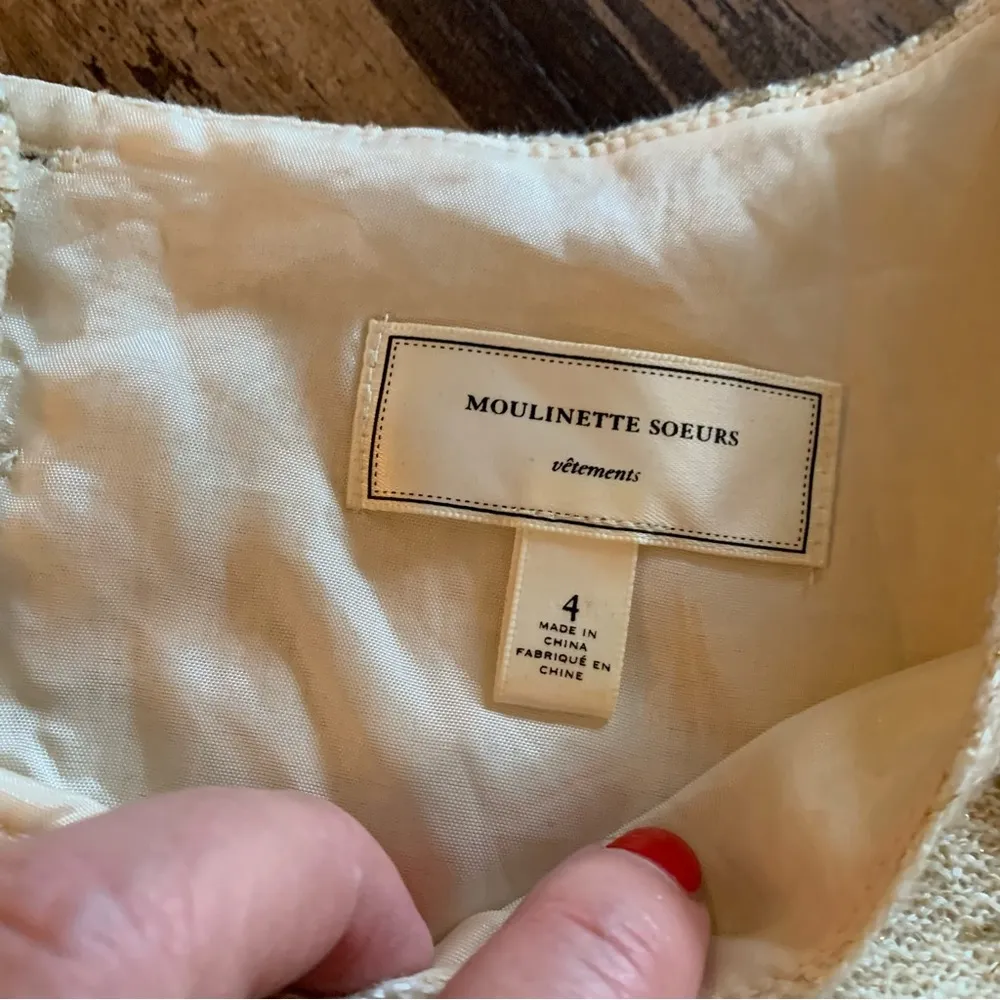 MOULINETTE SOEURS
vêtements
4
MADE IN
CHINA
FABRIQUÉ EN
CHINE